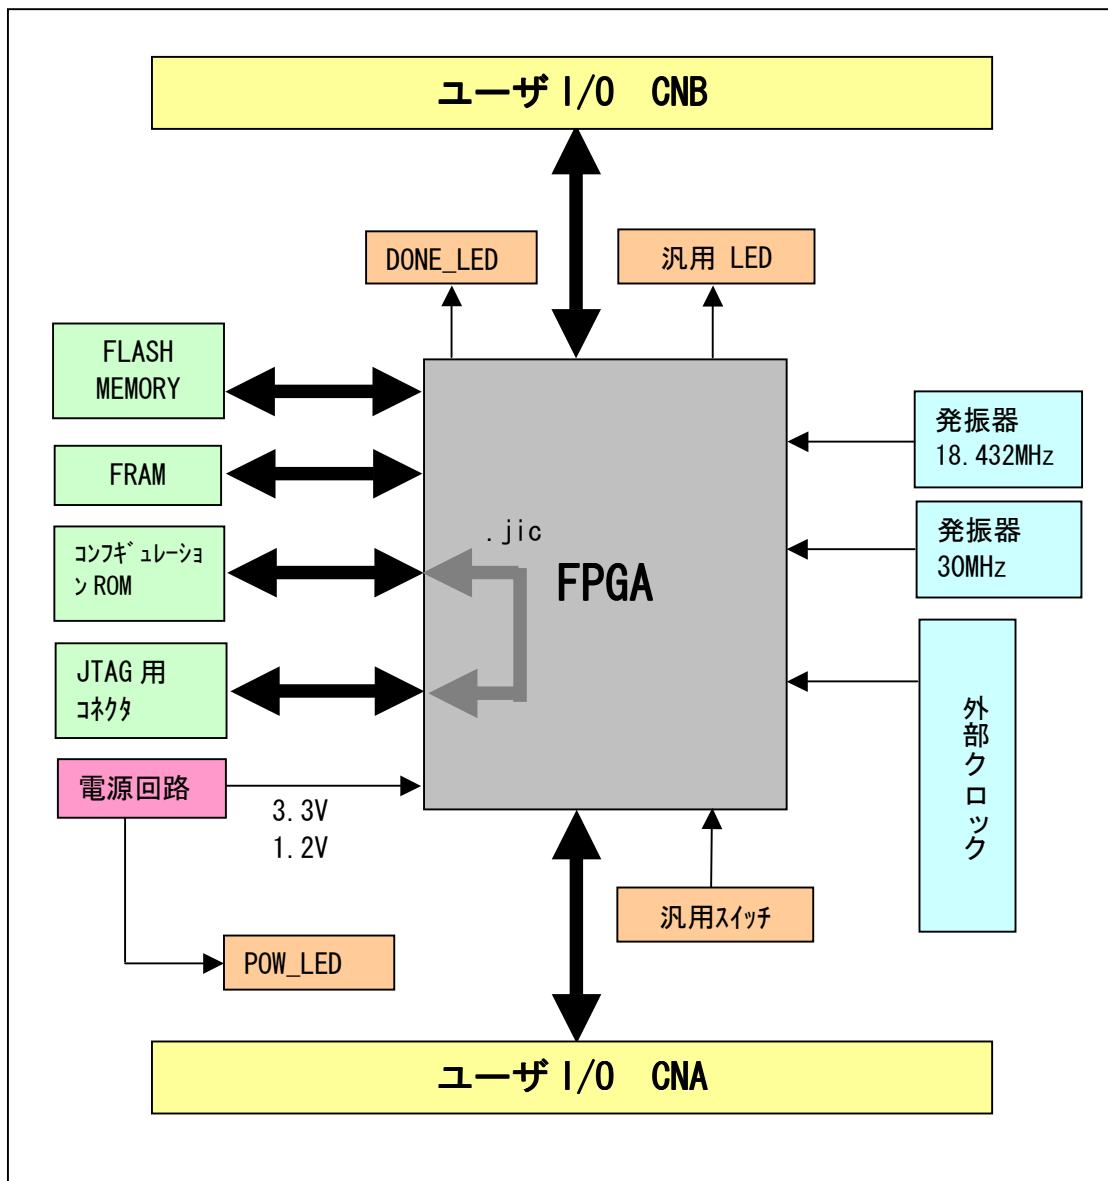 ユーザ I/O　CNB
DONE_LED
汎用 LED
FLASH
MEMORY
発振器
18.432MHz
FRAM
発振器
30MHz
.jic
FPGA
ｺﾝﾌｷﾞｭﾚｰｼｮ
ﾝ ROM
JTAG 用
ｺﾈｸﾀ
外部クロック
電源回路
3.3V
1.2V
汎用ｽｲｯﾁ
POW_LED
ユーザ I/O　CNA